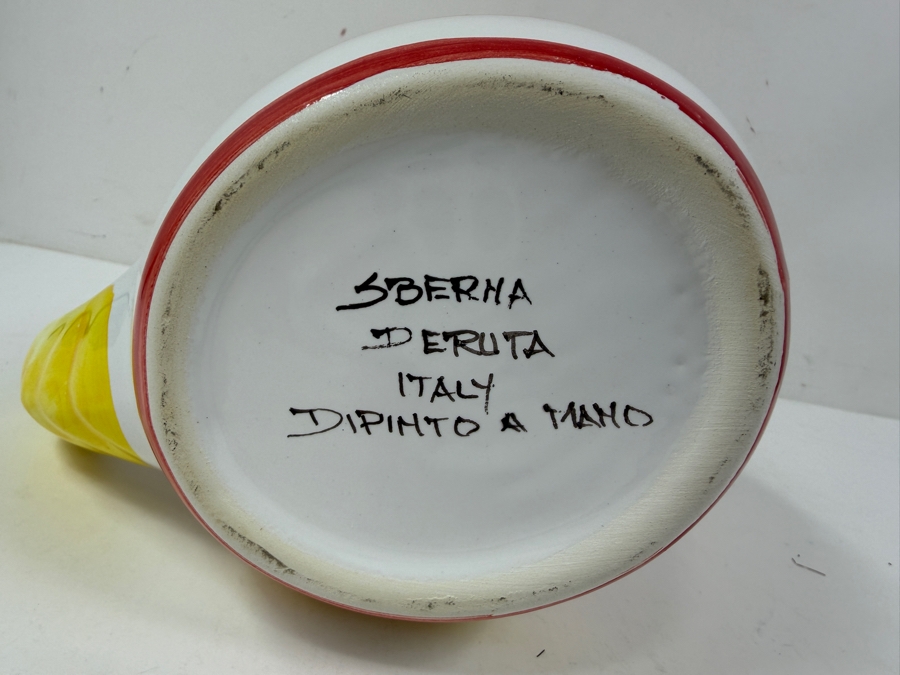 SBERNA
DERUTA
ITALY
DIPINTO A MANO